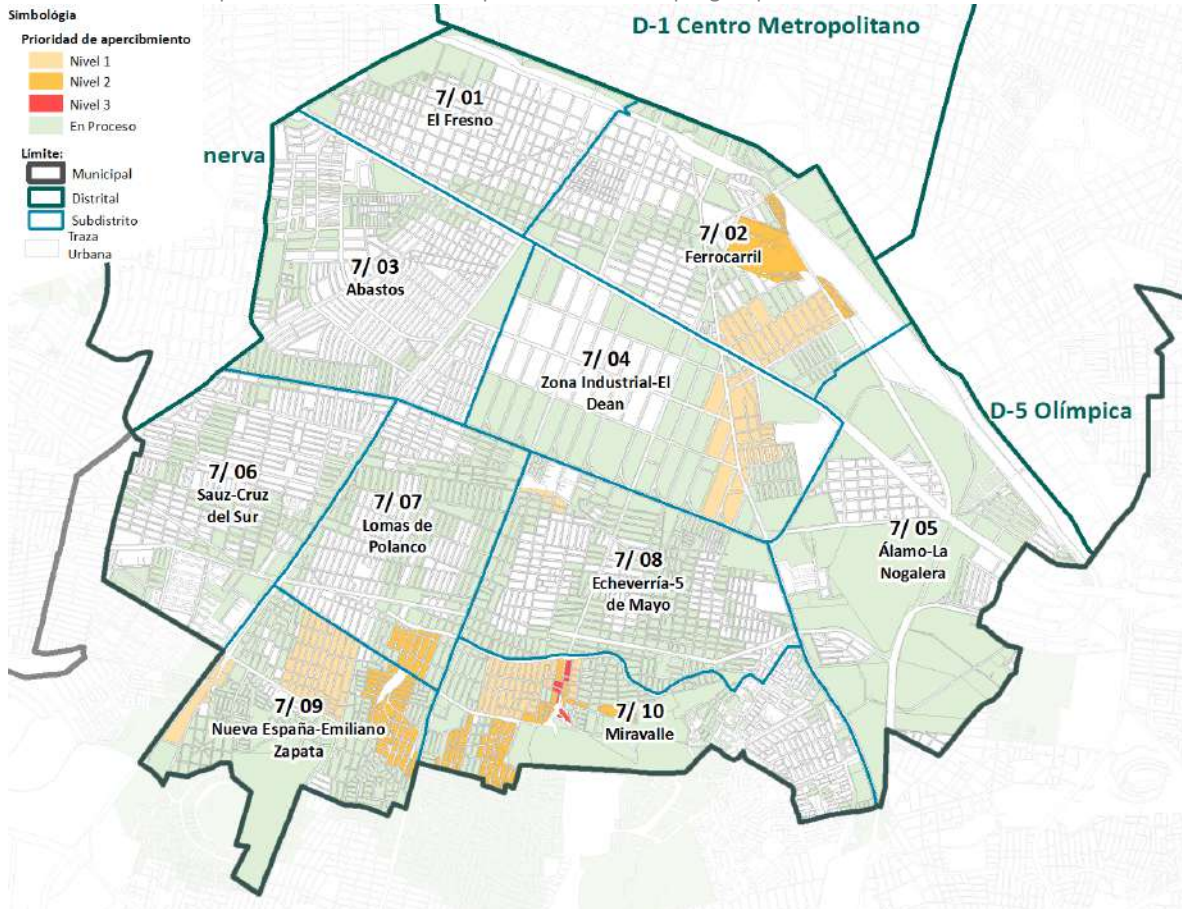 Simbológia
Prioridad de apercibmiento
Nivel 1
Nivel 2
Nivel 3
En Proceso
Límite:
Municipal
Distrital
Subdistrito
Traza
Urbana
D-1 Centro Metropolitano
nerva
D-5 Olímpica
7/ 01
El Fresno
7/ 02
Ferrocarril
7/ 03
Abastos
7/ 04
Zona Industrial-El
Dean
7/ 05
Álamo-La
Nogalera
7/ 06
Sauz-Cruz
del Sur
7/ 07
Lomas de
Polanco
7/ 08
Echeverría-5
de Mayo
7/ 09
Nueva España-Emiliano
Zapata
7/ 10
Miravalle